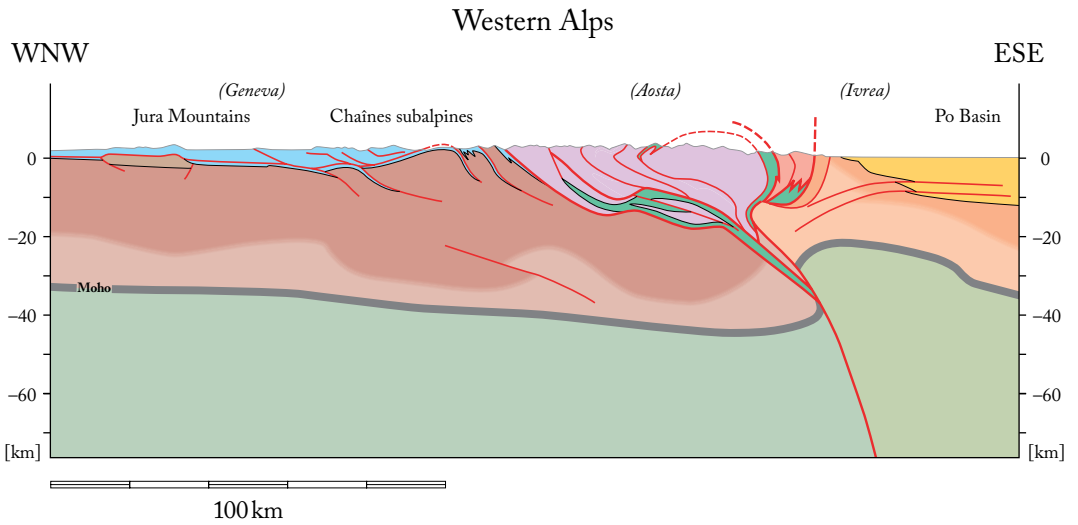 Western Alps
WNW
ESE
(Geneva)
(Aosta)
(Ivrea)
Jura Mountains
Chaînes subalpines
Po Basin
0
0
–20
–20
Moho
–40
–40
–60
–60
[km]
[km]
100 km